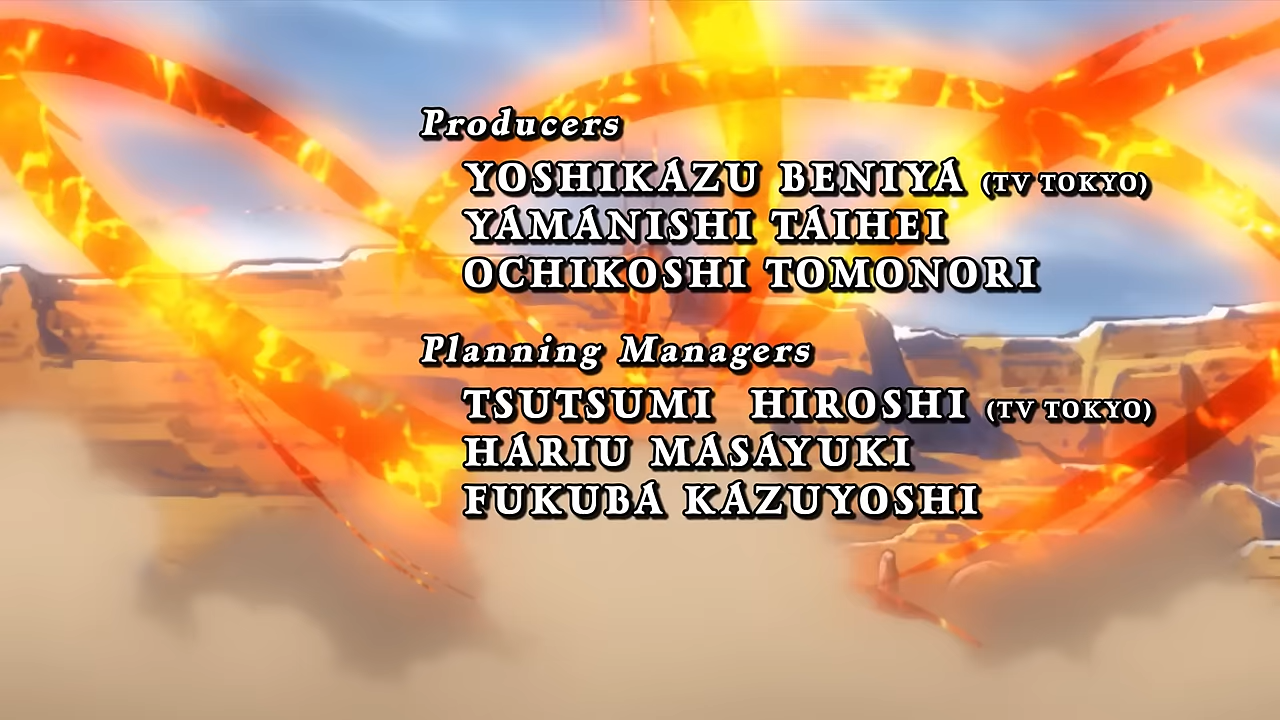 Producers
YOSHIKAZU BENIYA (TV TOKYO)
YAMANISHI TAIHEI
OCHIKOSHI TOMONORI
Planning Managers
TSUTSUMI HIROSHI (TV TOKYO)
HARIU MASAYUKI
FUKUBA KAZUYOSHI